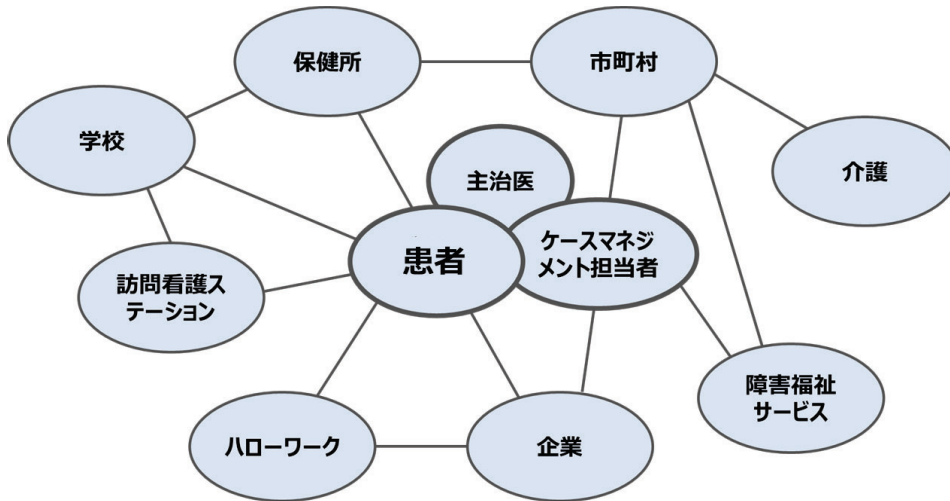 保健所
市町村
学校
主治医
介護
患者
ケースマネジ
メント担当者
訪問看護ス
テーション
障害福祉
サービス
ハローワーク
企業